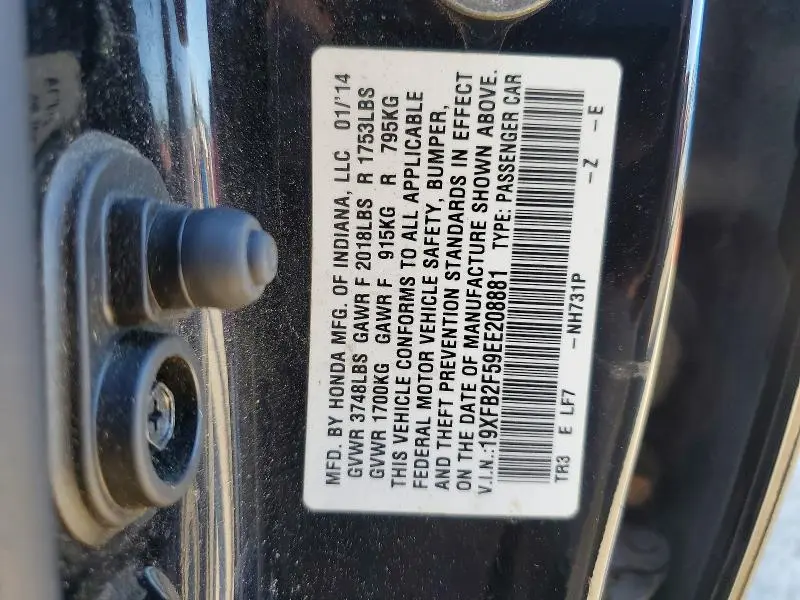 MFD. BY HONDA MFG. OF INDIANA, LLC 01/'14
GVWR 3748LBS GAWR F 2018LBS R 1753LBS
GVWR 1700KG GAWR F 915KG R 795KG
THIS VEHICLE CONFORMS TO ALL APPLICABLE
FEDERAL MOTOR VEHICLE SAFETY, BUMPER,
AND THEFT PREVENTION STANDARDS IN EFFECT
ON THE DATE OF MANUFACTURE SHOWN ABOVE.
V.I.N.:19XFB2F59EE208881 TYPE: PASSENGER CAR
TR3 E LF7 -NH731P -Z -E